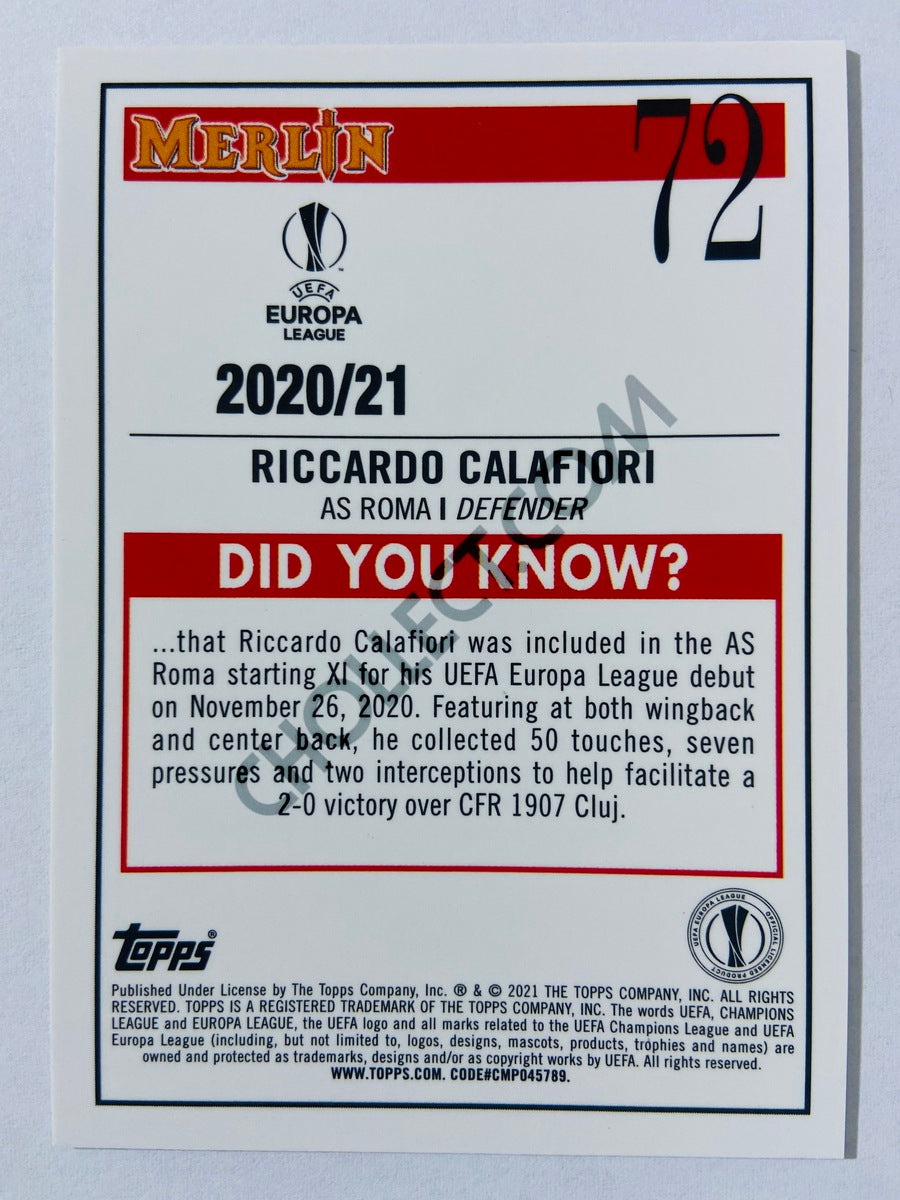 MERLIN
72
UEFA
EUROPA
LEAGUE
2020/21
RICCARDO CALAFIORI
AS ROMA | DEFENDER
DID YOU KNOW?
...that Riccardo Calafiori was included in the AS
Roma starting XI for his UEFA Europa League debut
on November 26, 2020. Featuring at both wingback
and center back, he collected 50 touches, seven
pressures and two interceptions to help facilitate a
2-0 victory over CFR 1907 Cluj.
CHOLLECT.COM
topps®
UEFA EUROPA LEAGUE OFFICIAL LICENSED PRODUCT
Published Under License by The Topps Company, Inc. ® & © 2021 THE TOPPS COMPANY, INC. ALL RIGHTS
RESERVED. TOPPS IS A REGISTERED TRADEMARK OF THE TOPPS COMPANY, INC. The words UEFA, CHAMPIONS
LEAGUE and EUROPA LEAGUE, the UEFA logo and all marks related to the UEFA Champions League and UEFA
Europa League (including, but not limited to, logos, designs, mascots, products, trophies and names) are
owned and protected as trademarks, designs and/or as copyright works by UEFA. All rights reserved.
WWW.TOPPS.COM. CODE#CMP045789.